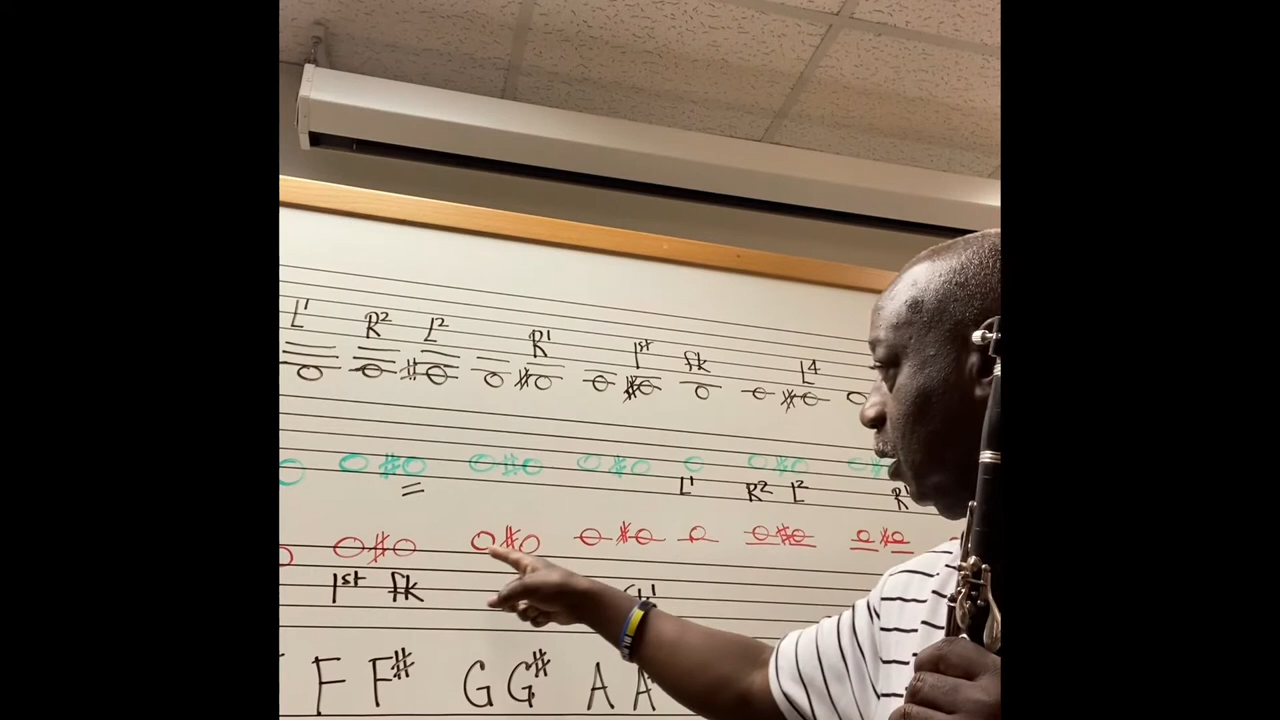 L¹ R² L² R¹ 1st fk L⁴
L¹ R² L² R¹
1st fk
F F# G G# A A